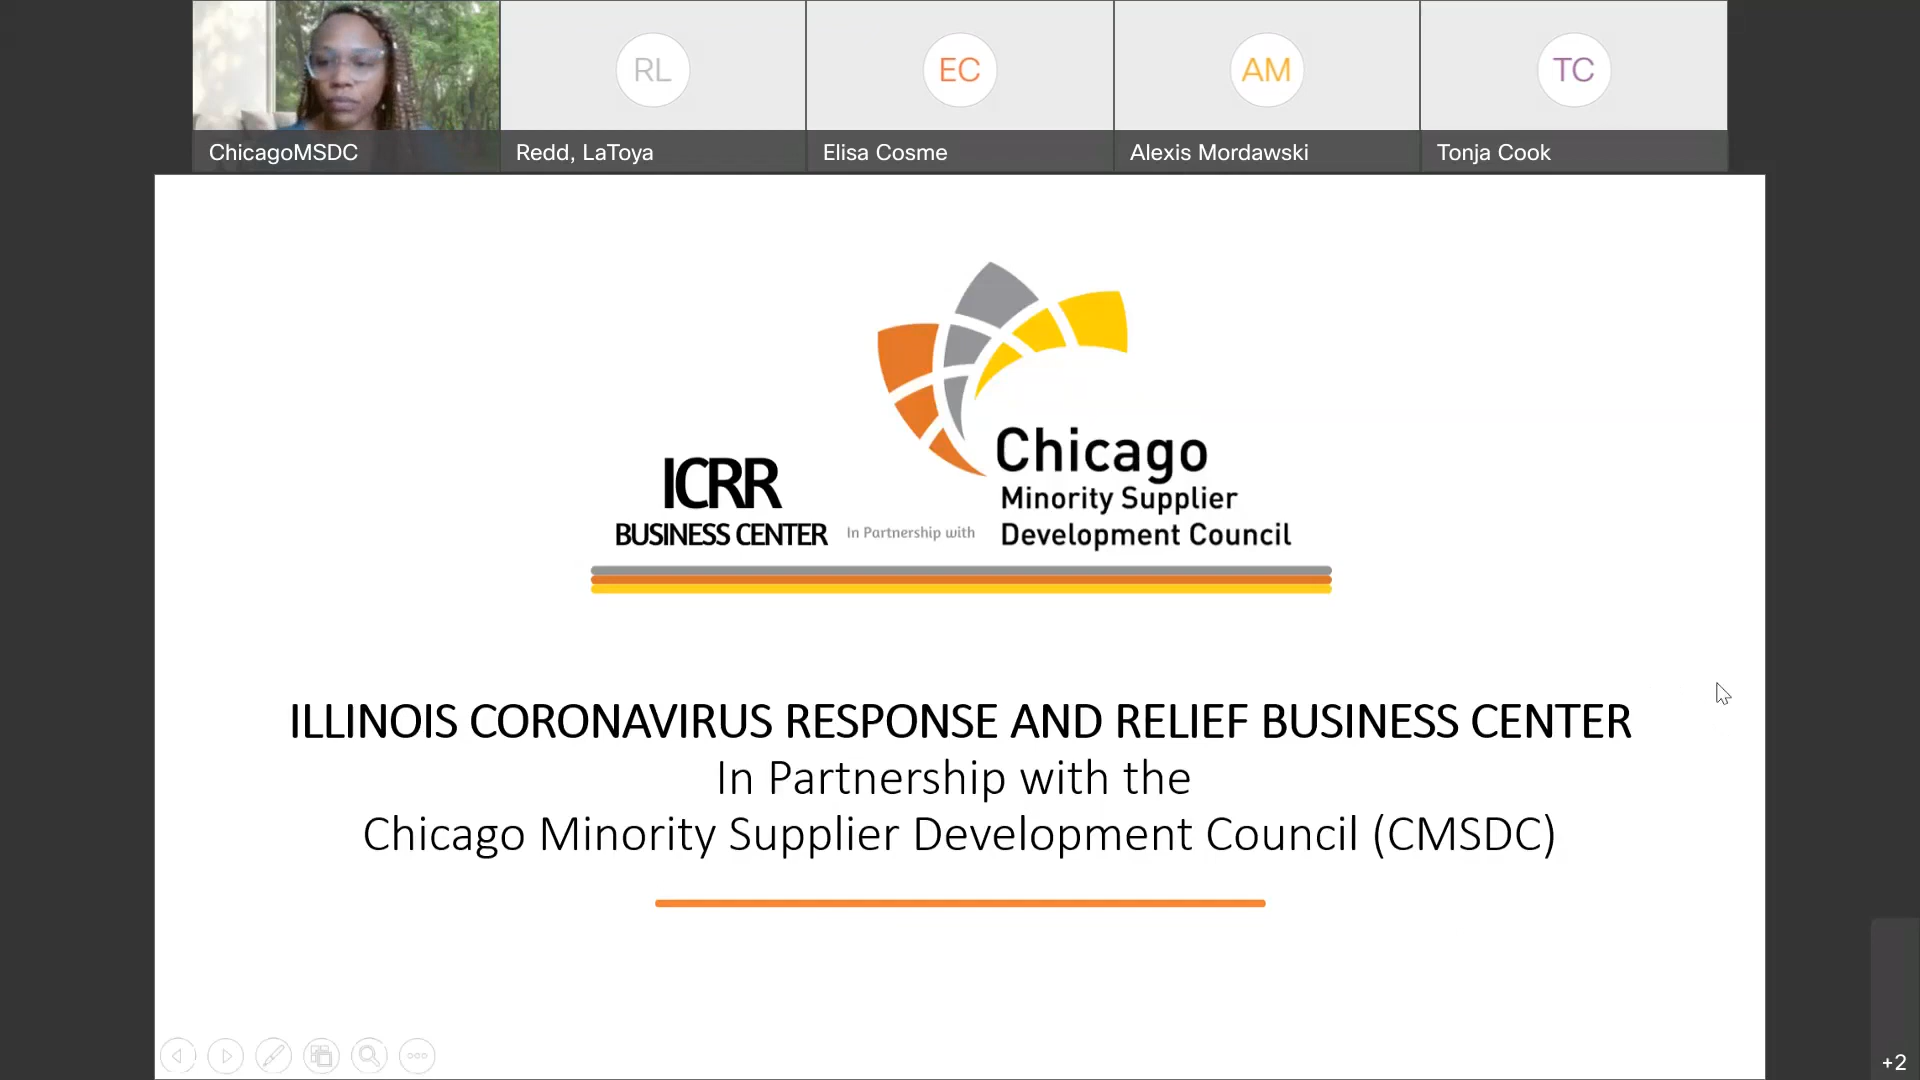 RL
EC
AM
TC
ChicagoMSDC
Redd, LaToya
Elisa Cosme
Alexis Mordawski
Tonja Cook
Chicago
Minority Supplier
Development Council
ICRR
BUSINESS CENTER
In Partnership with
ILLINOIS CORONAVIRUS RESPONSE AND RELIEF BUSINESS CENTER
In Partnership with the
Chicago Minority Supplier Development Council (CMSDC)
+2